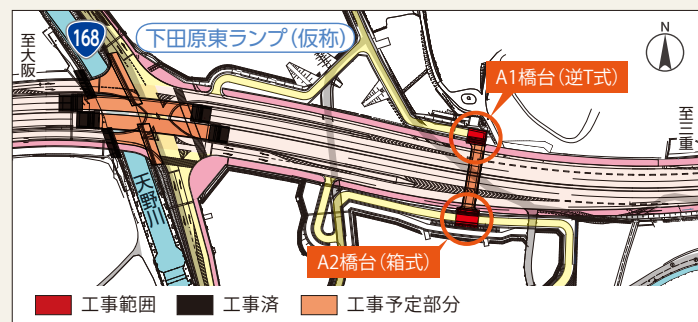 168
下田原東ランプ(仮称)
至大阪
N
A1橋台(逆T式)
至三重
天野川
A2橋台(箱式)
工事範囲
工事済
工事予定部分